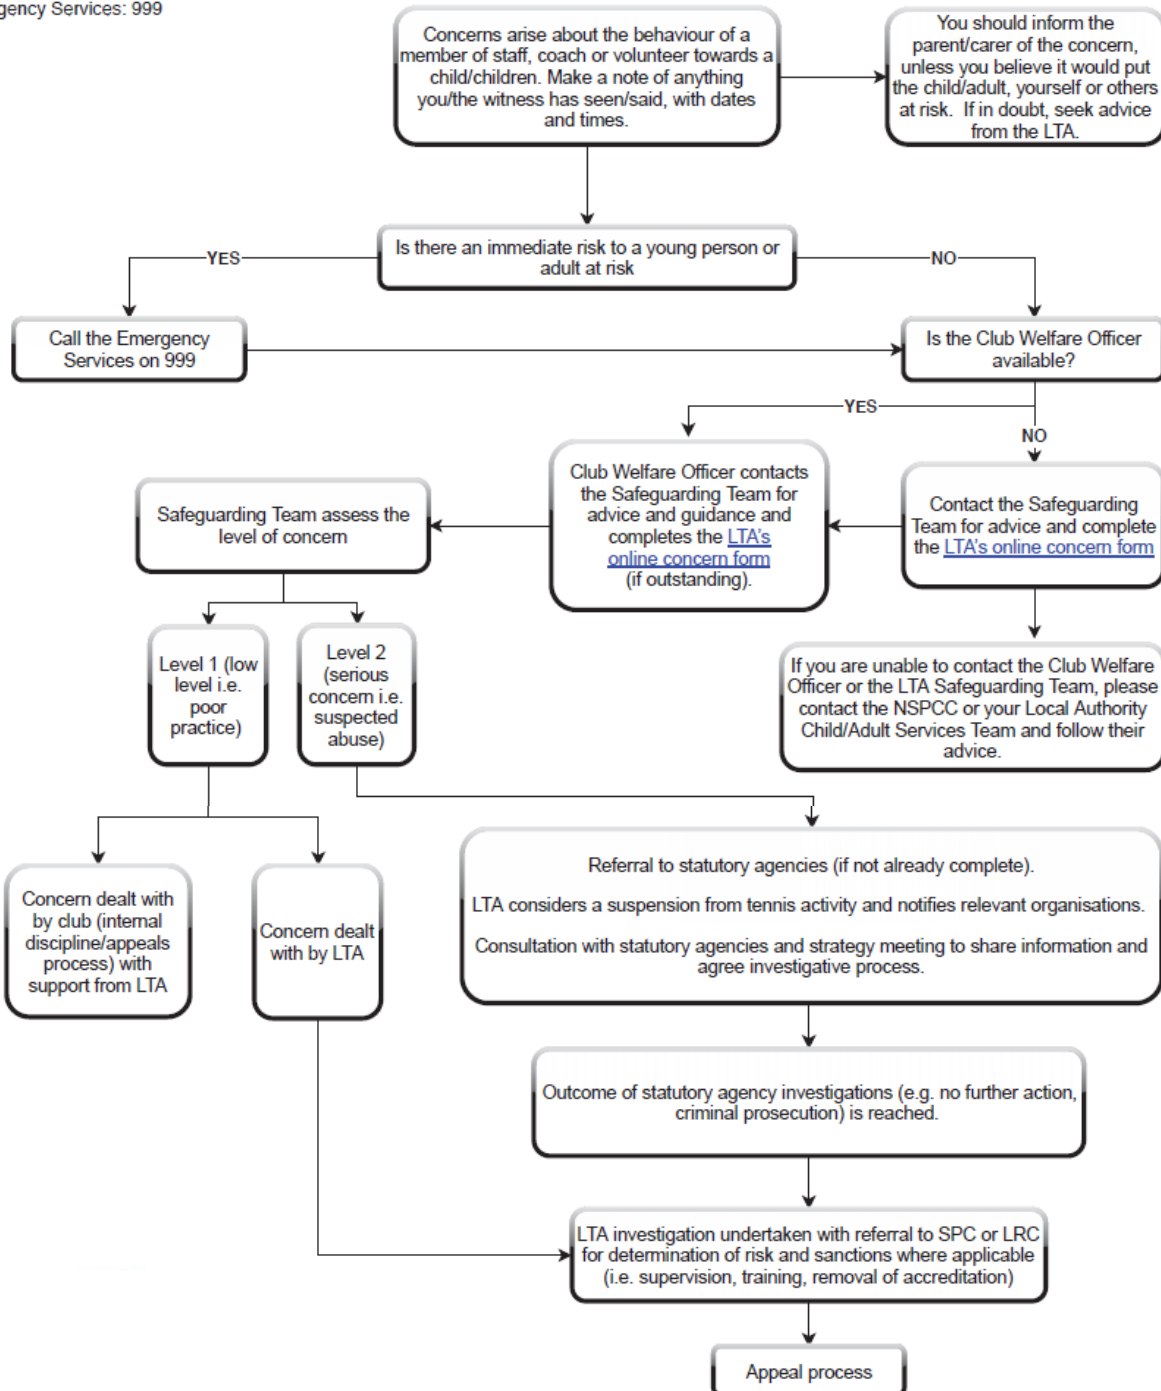 gency Services: 999
Concerns arise about the behaviour of a
member of staff, coach or volunteer towards a
child/children. Make a note of anything
you/the witness has seen/said, with dates
and times.
You should inform the
parent/carer of the concern,
unless you believe it would put
the child/adult, yourself or others
at risk. If in doubt, seek advice
from the LTA.
Is there an immediate risk to a young person or
adult at risk
YES
NO
Call the Emergency
Services on 999
Is the Club Welfare Officer
available?
YES
NO
Club Welfare Officer contacts
the Safeguarding Team for
advice and guidance and
completes the LTA's
online concern form
(if outstanding).
Contact the Safeguarding
Team for advice and complete
the LTA's online concern form
Safeguarding Team assess the
level of concern
Level 1 (low
level i.e.
poor
practice)
Level 2
(serious
concern i.e.
suspected
abuse)
If you are unable to contact the Club Welfare
Officer or the LTA Safeguarding Team, please
contact the NSPCC or your Local Authority
Child/Adult Services Team and follow their
advice.
Concern dealt with
by club (internal
discipline/appeals
process) with
support from LTA
Concern dealt
with by LTA
Referral to statutory agencies (if not already complete).
LTA considers a suspension from tennis activity and notifies relevant organisations.
Consultation with statutory agencies and strategy meeting to share information and
agree investigative process.
Outcome of statutory agency investigations (e.g. no further action,
criminal prosecution) is reached.
LTA investigation undertaken with referral to SPC or LRC
for determination of risk and sanctions where applicable
(i.e. supervision, training, removal of accreditation)
Appeal process